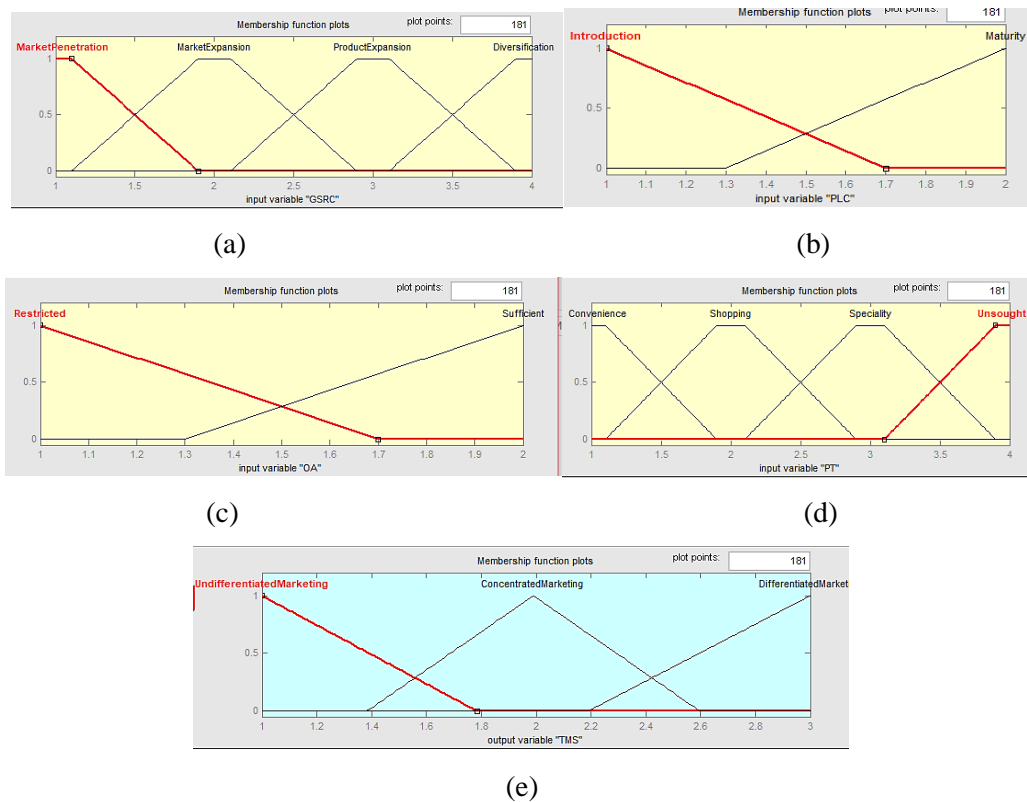 Membership function plots plot points: 181
MarketPenetration MarketExpansion ProductExpansion Diversification
1
0.5
0
1 1.5 2 2.5 3 3.5 4
input variable "GSRC"
(a)
Membership function plots plot points: 181
Introduction Maturity
1
0.5
0
1 1.1 1.2 1.3 1.4 1.5 1.6 1.7 1.8 1.9 2
input variable "PLC"
(b)
Membership function plots plot points: 181
Restricted Sufficient
1
0.5
0
1 1.1 1.2 1.3 1.4 1.5 1.6 1.7 1.8 1.9 2
input variable "OA"
(c)
Membership function plots plot points: 181
Convenience Shopping Speciality Unsought
1
0.5
0
1 1.5 2 2.5 3 3.5 4
input variable "PT"
(d)
Membership function plots plot points: 181
UndifferentiatedMarketing ConcentratedMarketing DifferentiatedMarket
1
0.5
0
1 1.2 1.4 1.6 1.8 2 2.2 2.4 2.6 2.8 3
output variable "TMS"
(e)